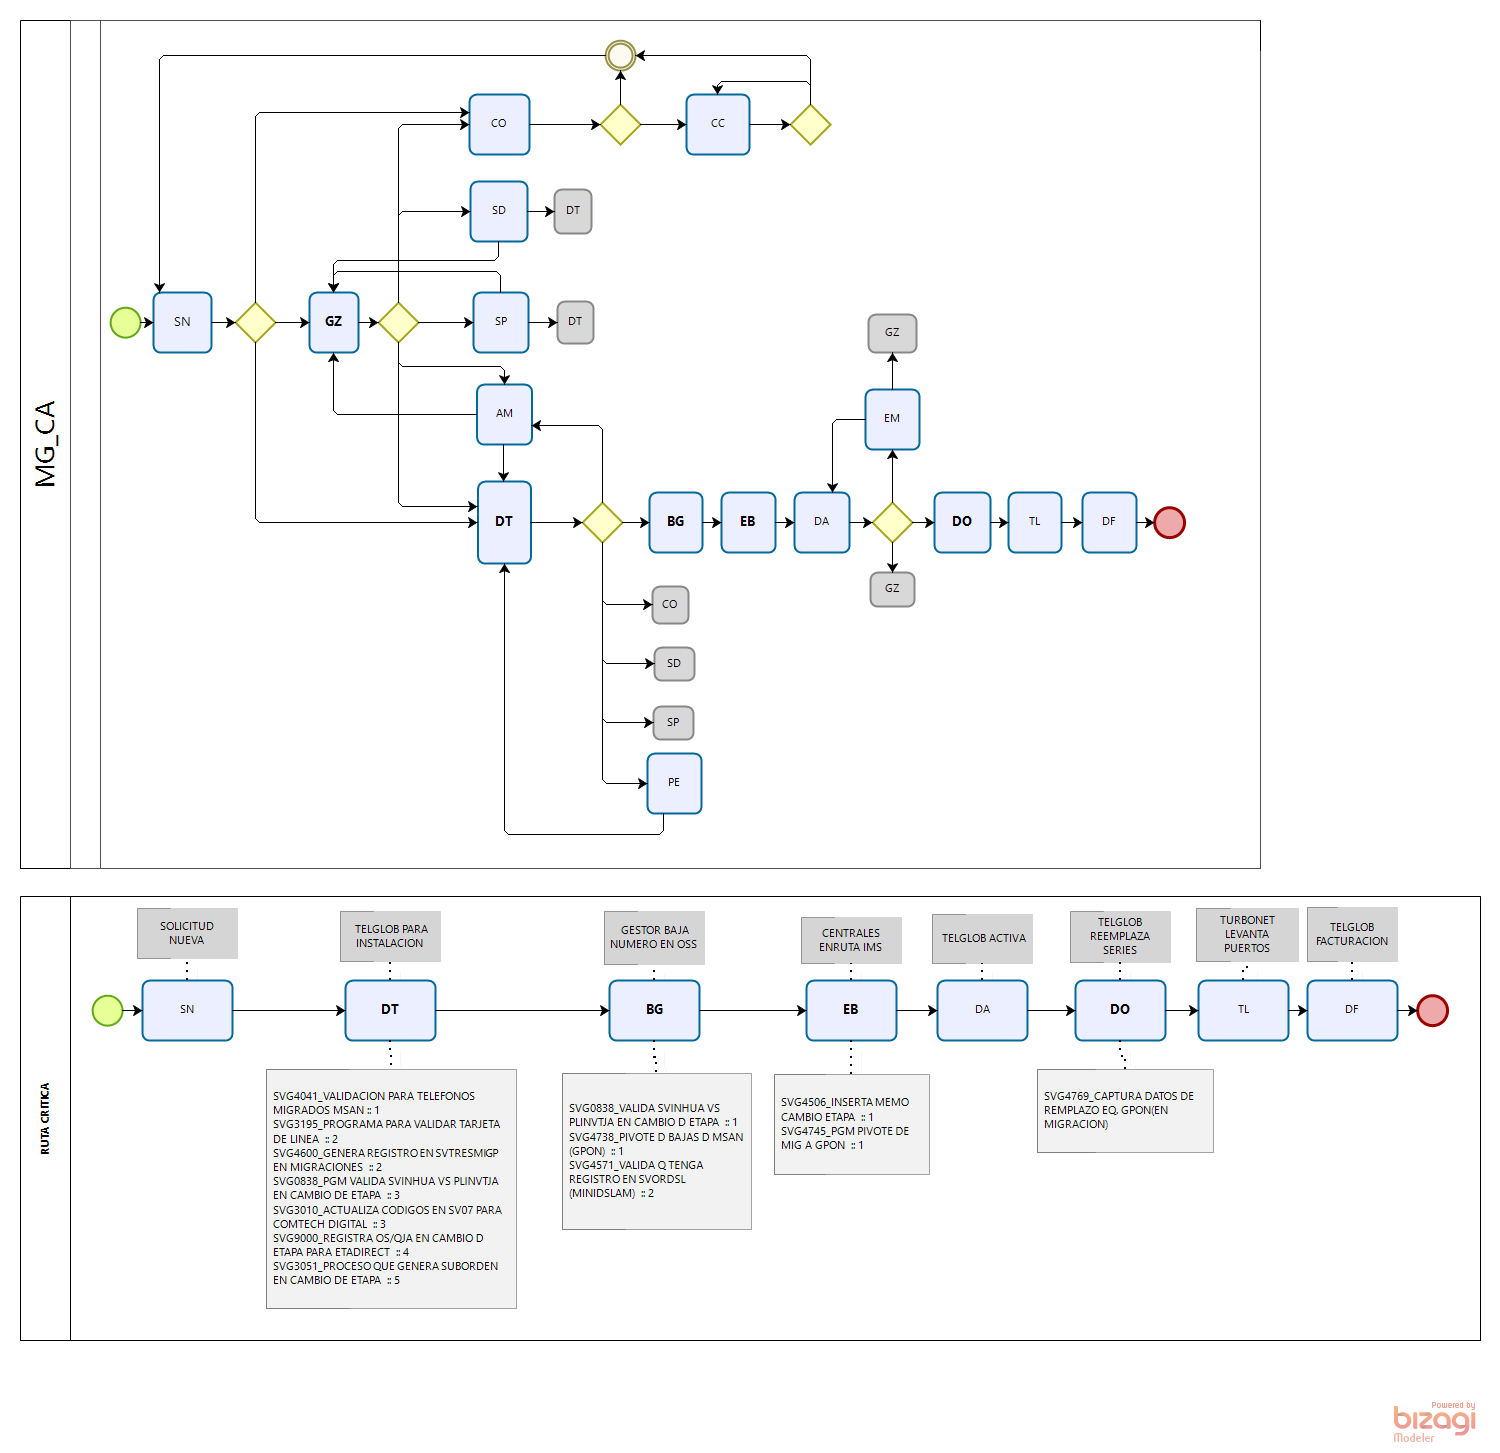 MG_CA
CO
CC
SD
DT
SN
GZ
SP
DT
GZ
AM
EM
DT
BG
EB
DA
DO
TL
DF
GZ
CO
SD
SP
PE
RUTA CRITICA
SOLICITUD
NUEVA
TELGLOB PARA
INSTALACION
GESTOR BAJA
NUMERO EN OSS
CENTRALES
ENRUTA IMS
TELGLOB ACTIVA
TELGLOB
REEMPLAZA
SERIES
TURBONET
LEVANTA
PUERTOS
TELGLOB
FACTURACION
SN
DT
BG
EB
DA
DO
TL
DF
SVG4041_VALIDACION PARA TELEFONOS
MIGRADOS MSAN :: 1
SVG3195_PROGRAMA PARA VALIDAR TARJETA
DE LINEA :: 2
SVG4600_GENERA REGISTRO EN SVTRESMIGP
EN MIGRACIONES :: 2
SVG0838_PGM VALIDA SVINHUA VS PLINVTJA
EN CAMBIO DE ETAPA :: 3
SVG3010_ACTUALIZA CODIGOS EN SV07 PARA
COMTECH DIGITAL :: 3
SVG9000_REGISTRA OS/QJA EN CAMBIO D
ETAPA PARA ETADIRECT :: 4
SVG3051_PROCESO QUE GENERA SUBORDEN
EN CAMBIO DE ETAPA :: 5
SVG0838_VALIDA SVINHUA VS
PLINVTJA EN CAMBIO D ETAPA :: 1
SVG4738_PIVOTE D BAJAS D MSAN
(GPON) :: 1
SVG4571_VALIDA Q TENGA
REGISTRO EN SVORDSL
(MINIDSLAM) :: 2
SVG4506_INSERTA MEMO
CAMBIO ETAPA :: 1
SVG4745_PGM PIVOTE DE
MIG A GPON :: 1
SVG4769_CAPTURA DATOS DE
REMPLAZO EQ. GPON(EN
MIGRACION)
Powered by
bizagi
Modeler